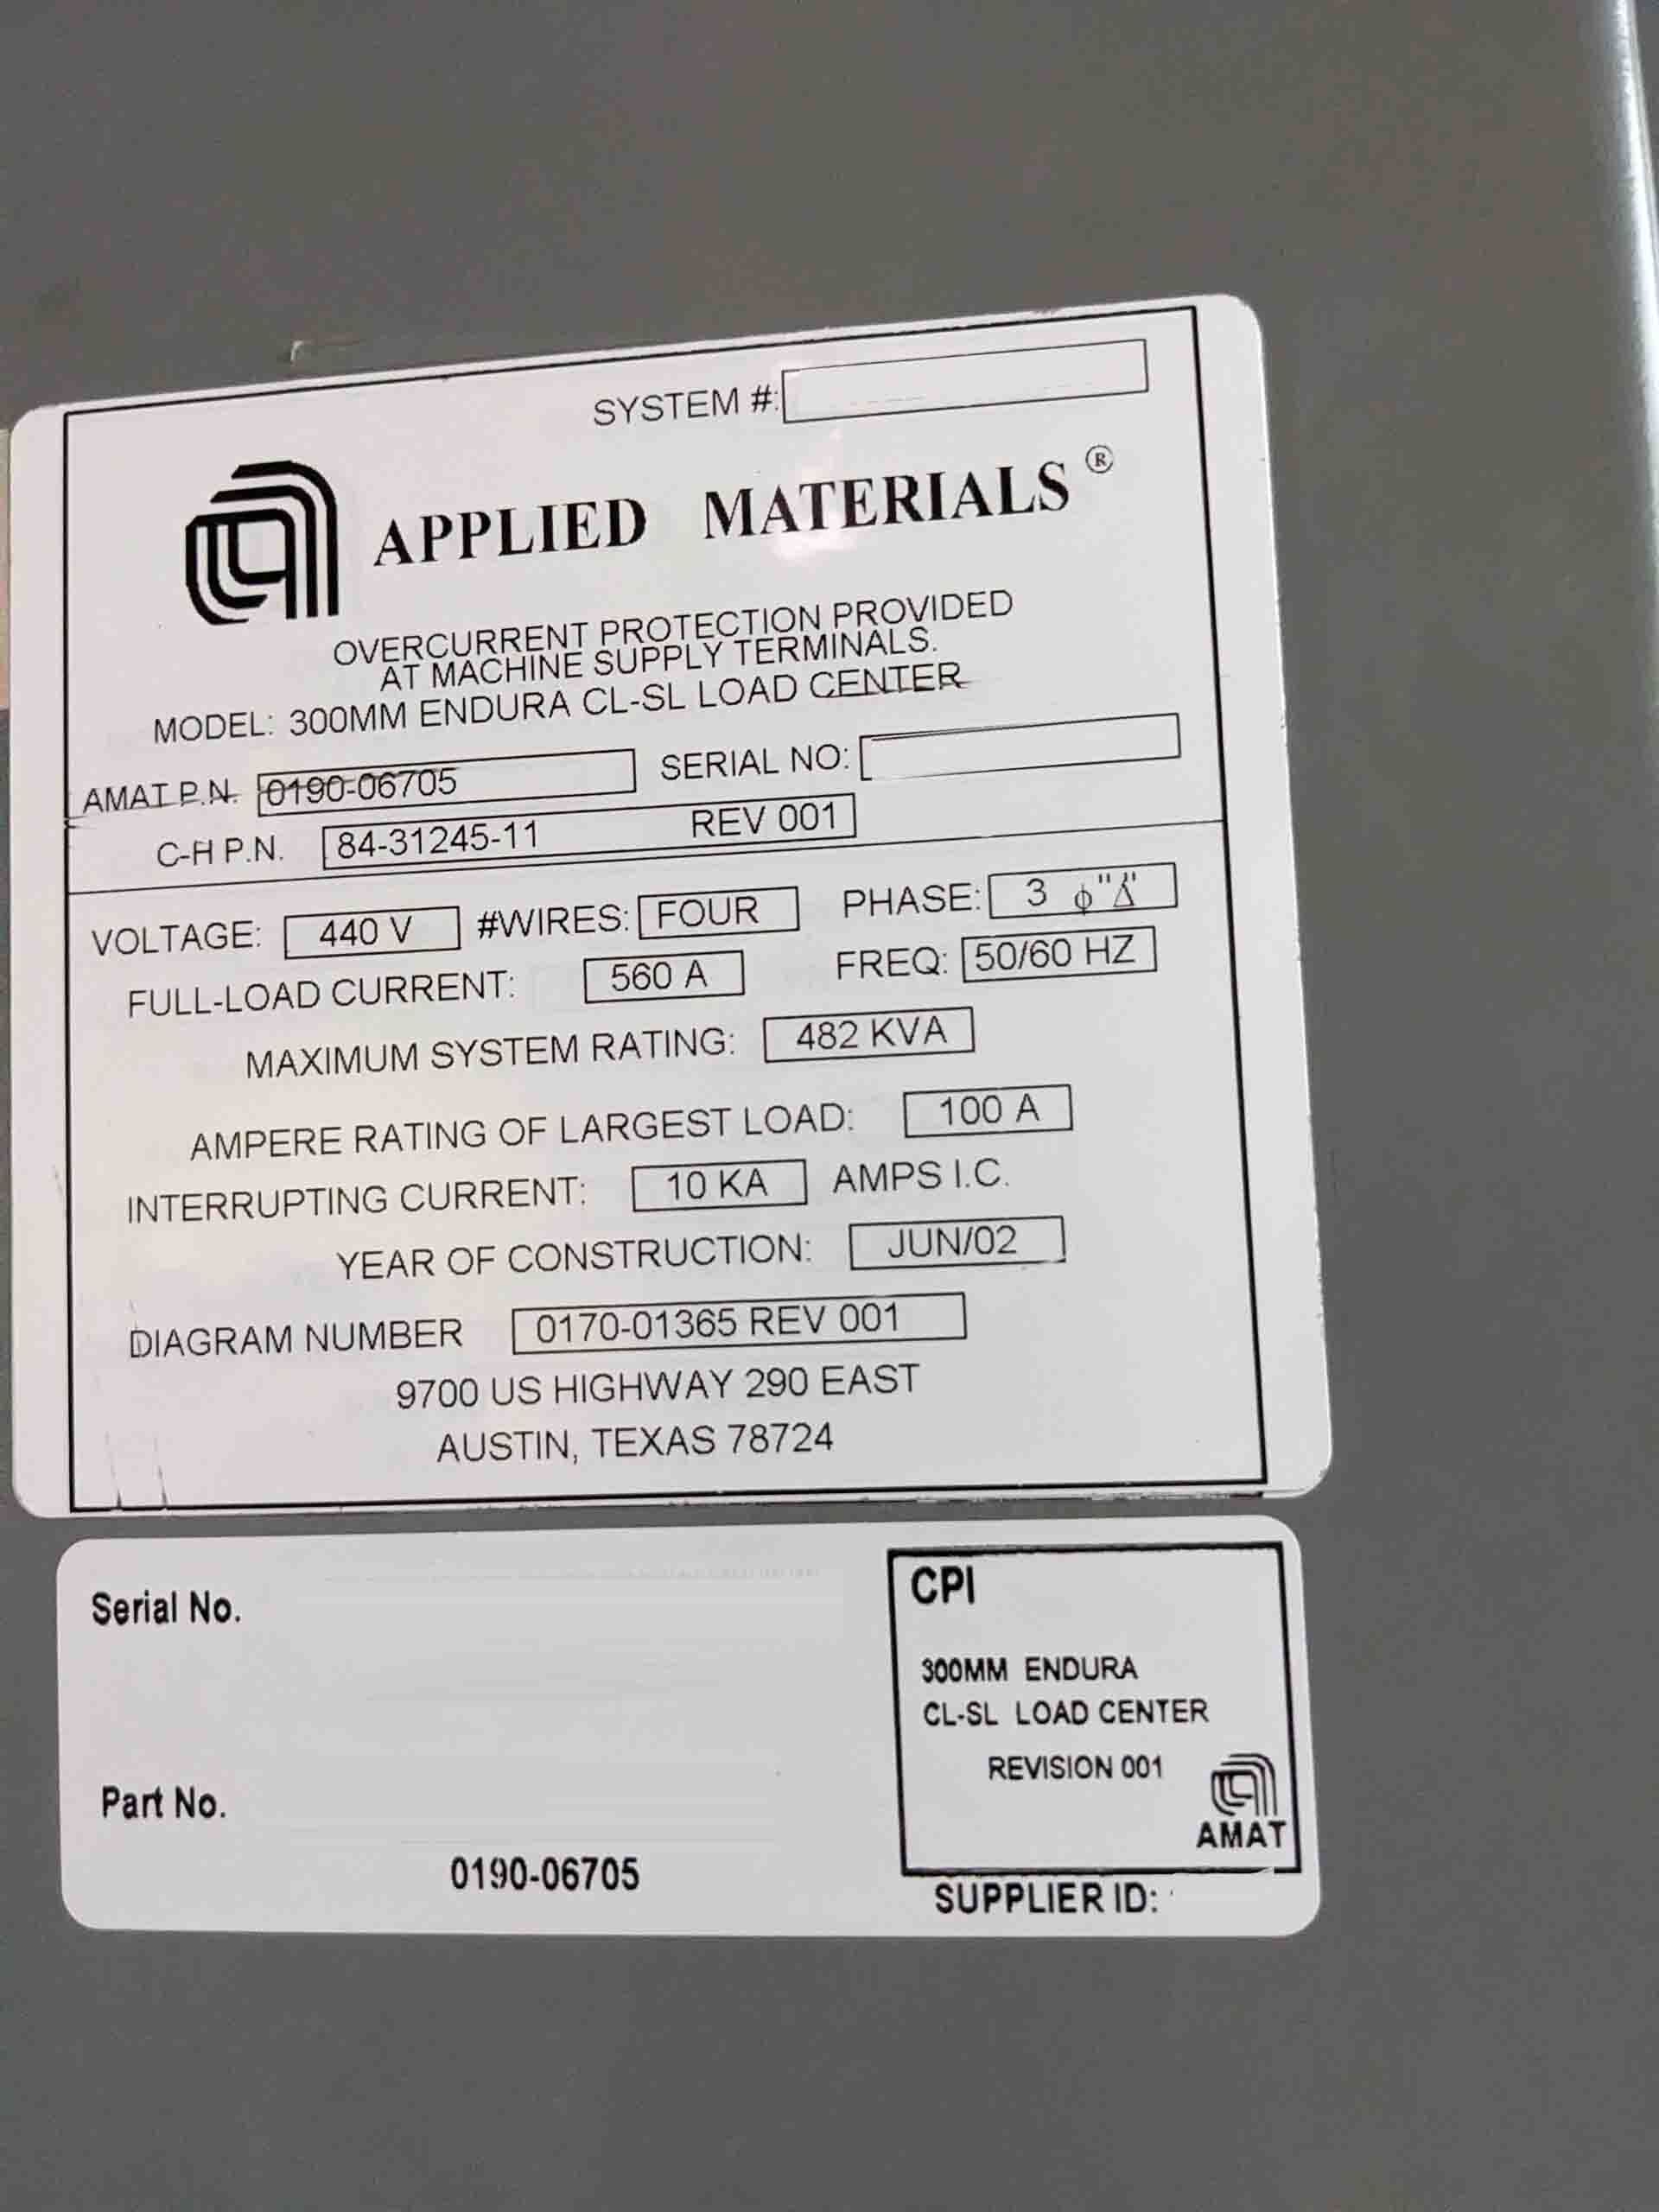 SYSTEM #:
APPLIED MATERIALS ®
OVERCURRENT PROTECTION PROVIDED
AT MACHINE SUPPLY TERMINALS.
MODEL: 300MM ENDURA CL-SL LOAD CENTER
AMAT P.N. 0190-06705 SERIAL NO:
C-H P.N. 84-31245-11 REV 001
VOLTAGE: 440 V #WIRES: FOUR PHASE: 3 ϕ "Δ"
FULL-LOAD CURRENT: 560 A FREQ: 50/60 HZ
MAXIMUM SYSTEM RATING: 482 KVA
AMPERE RATING OF LARGEST LOAD: 100 A
INTERRUPTING CURRENT: 10 KA AMPS I.C.
YEAR OF CONSTRUCTION: JUN/02
DIAGRAM NUMBER 0170-01365 REV 001
9700 US HIGHWAY 290 EAST
AUSTIN, TEXAS 78724
Serial No.
Part No.
0190-06705
CPI
300MM ENDURA
CL-SL LOAD CENTER
REVISION 001
AMAT
SUPPLIER ID: